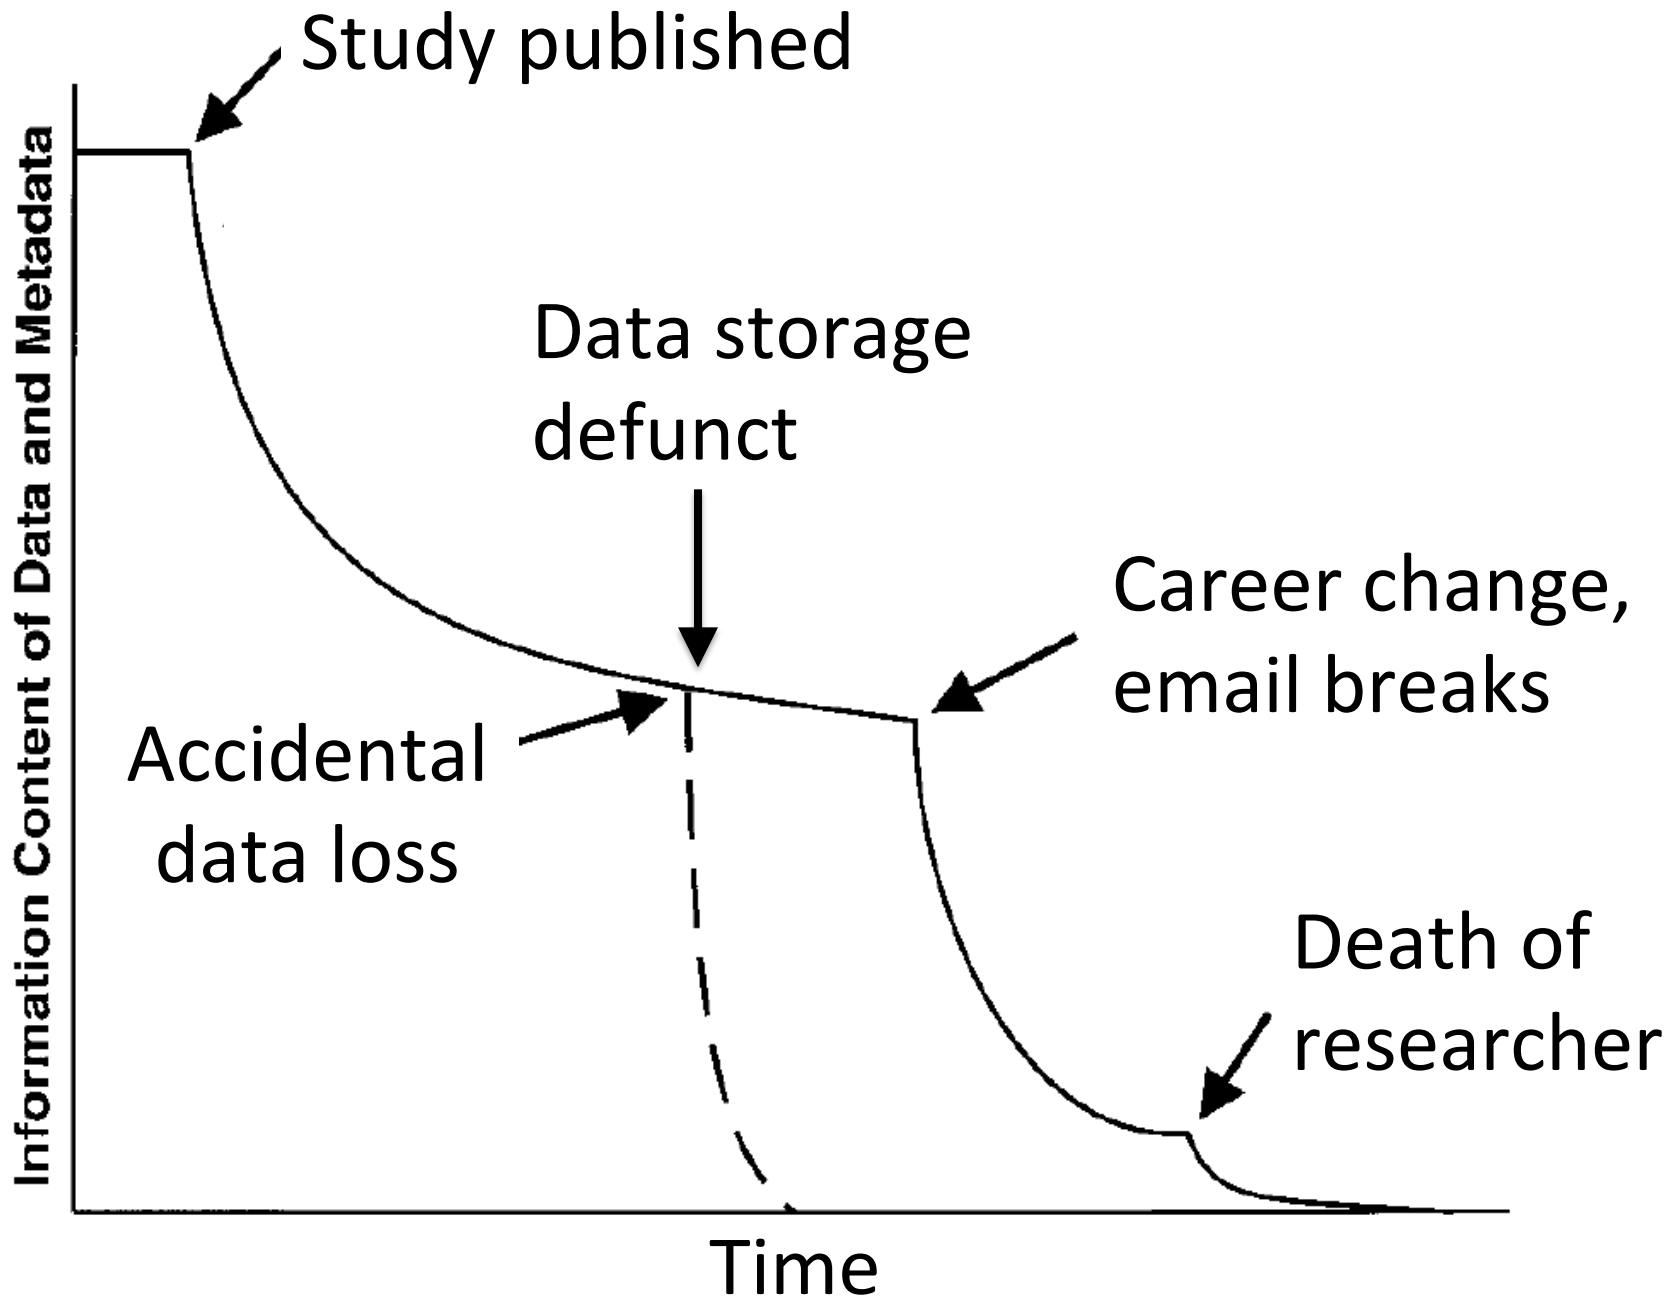 Study published
Information Content of Data and Metadata
Data storage
defunct
Career change,
email breaks
Accidental
data loss
Death of
researcher
Time